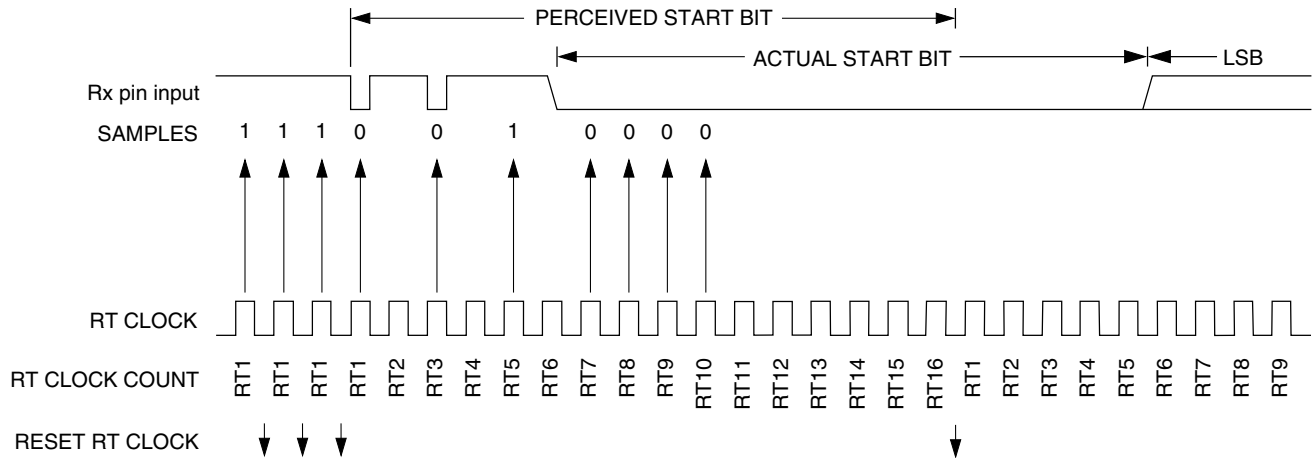 PERCEIVED START BIT
ACTUAL START BIT
LSB
Rx pin input
SAMPLES 1 1 1 0 0 1 0 0 0 0
RT CLOCK
RT CLOCK COUNT RT1 RT1 RT1 RT1 RT2 RT3 RT4 RT5 RT6 RT7 RT8 RT9 RT10 RT11 RT12 RT13 RT14 RT15 RT16 RT1 RT2 RT3 RT4 RT5 RT6 RT7 RT8 RT9
RESET RT CLOCK